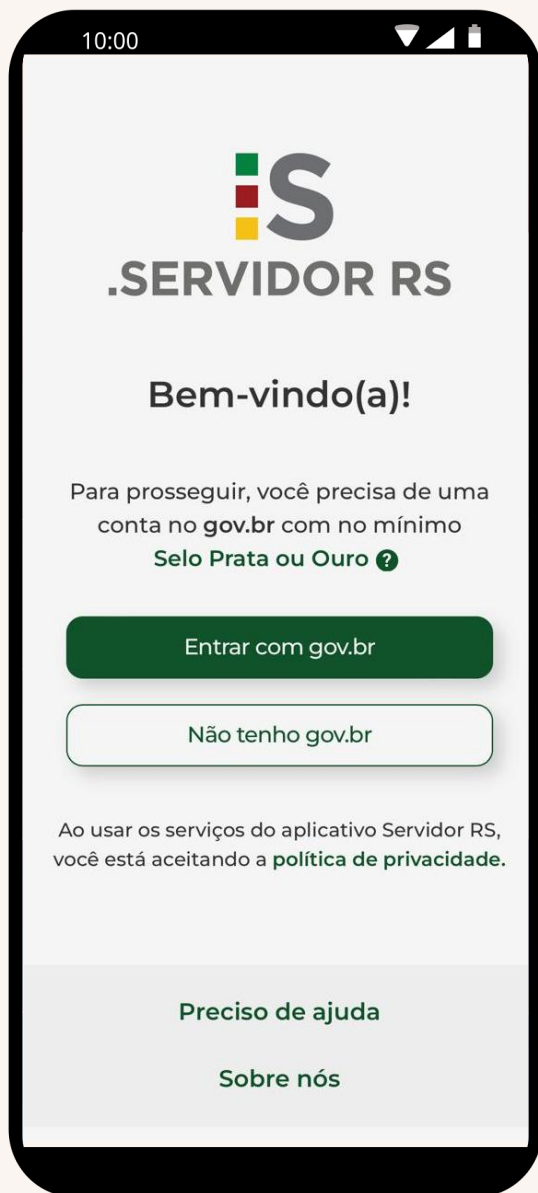 10:00
S
.SERVIDOR RS
Bem-vindo(a)!
Para prosseguir, você precisa de uma
conta no gov.br com no mínimo
Selo Prata ou Ouro ?
Entrar com gov.br
Não tenho gov.br
Ao usar os serviços do aplicativo Servidor RS,
você está aceitando a política de privacidade.
Preciso de ajuda
Sobre nós